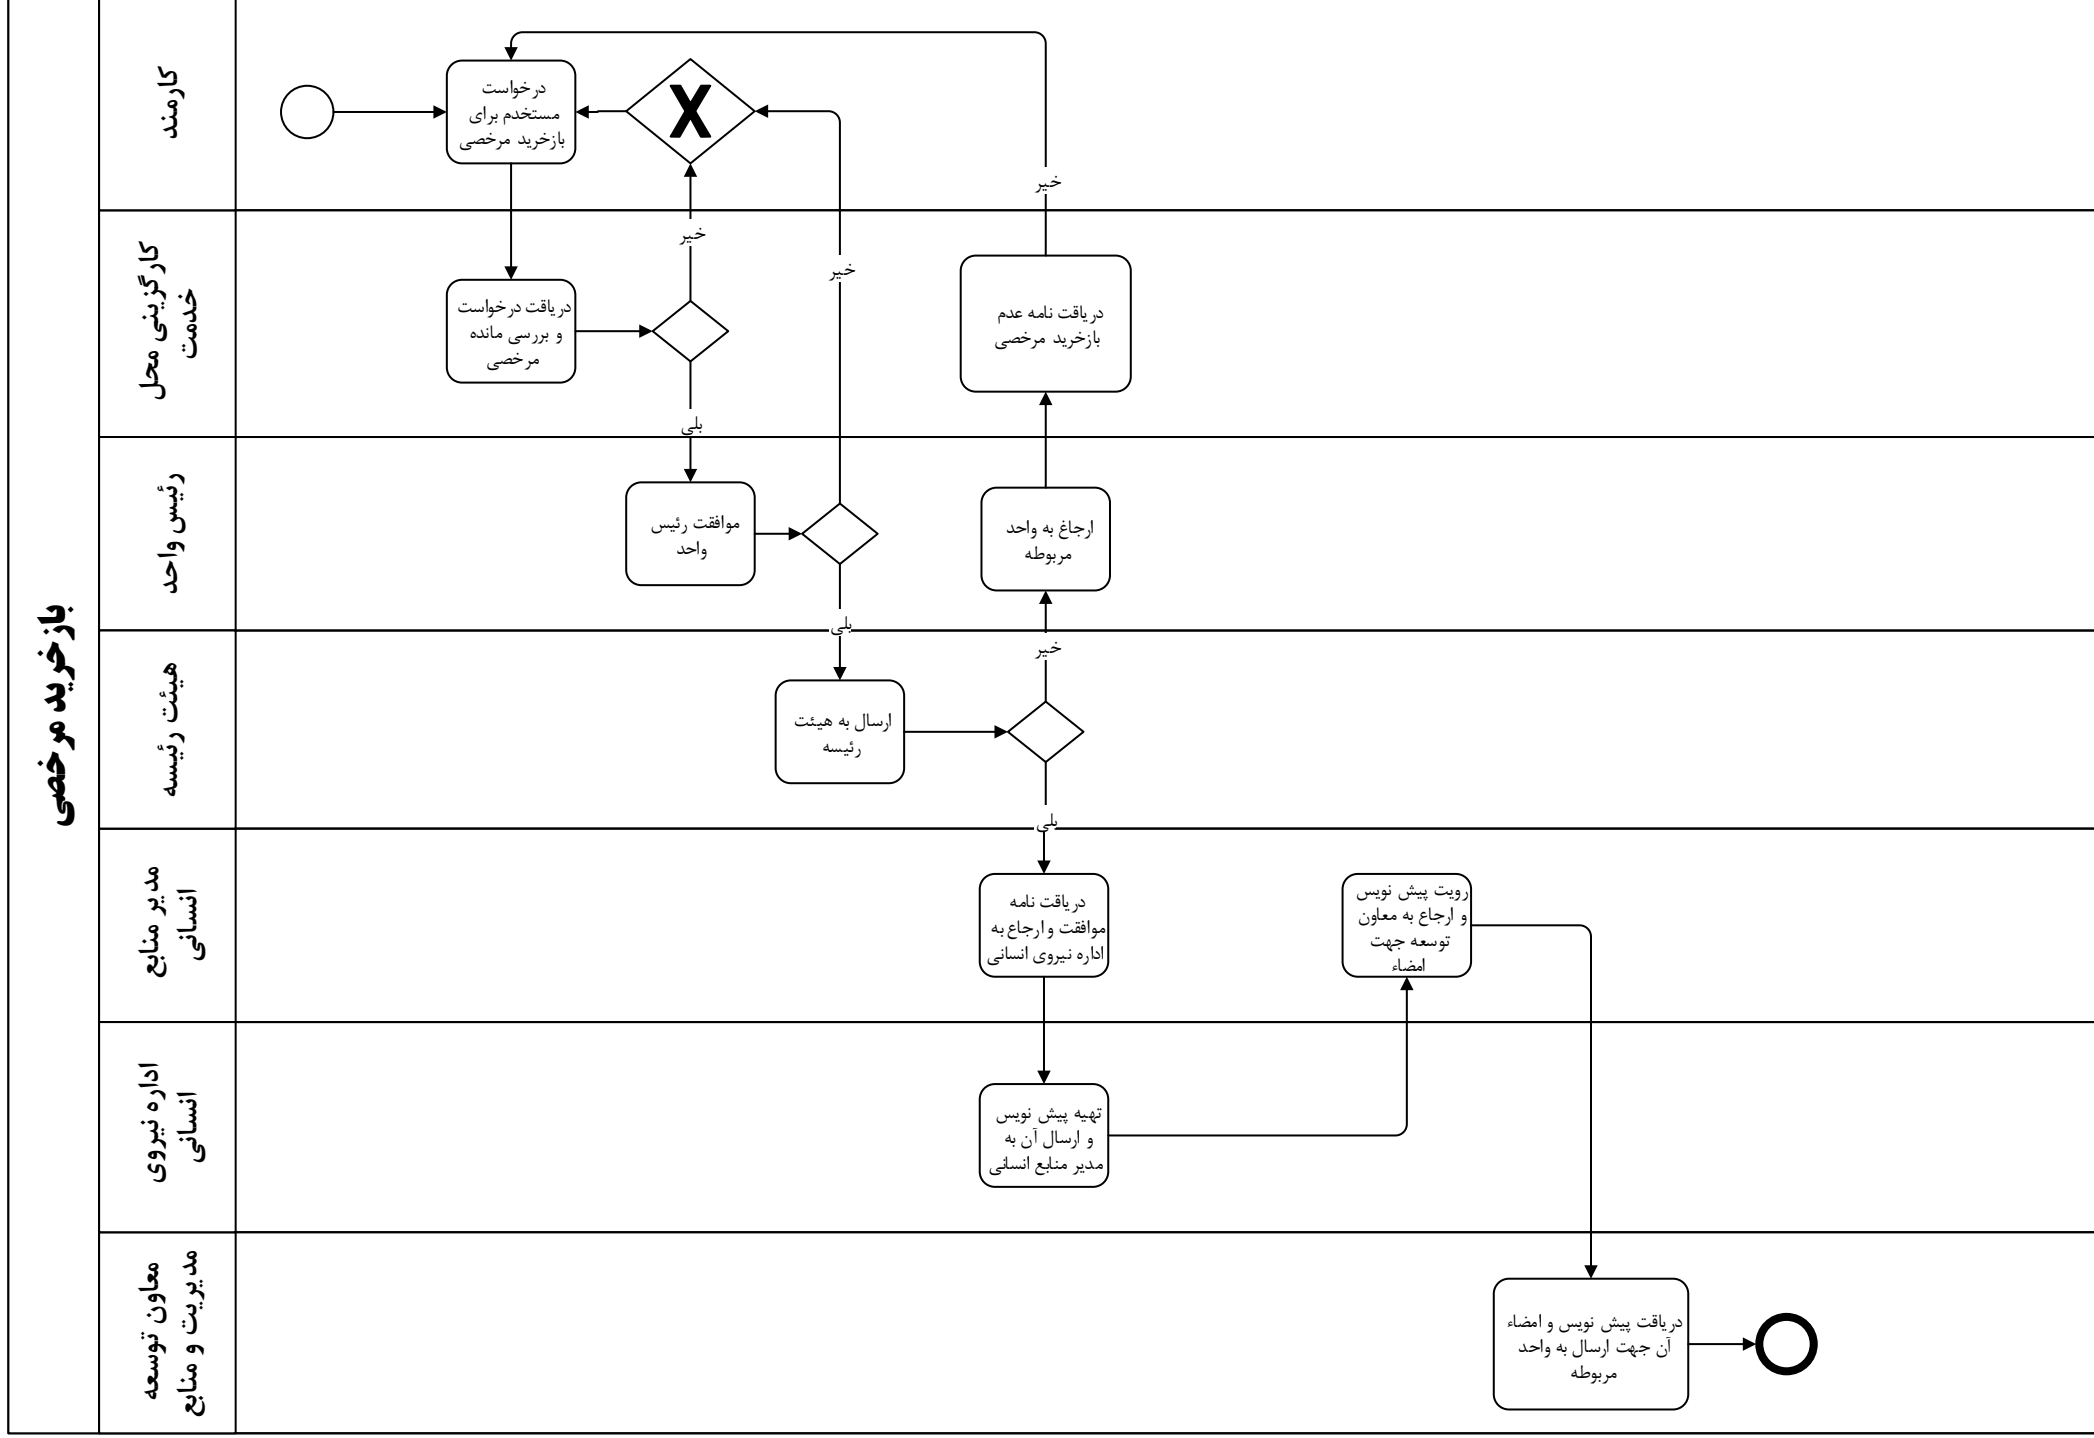 بازخرید مرخصی
کارمند
درخواست
مستخدم برای
بازخرید مرخصی
X
خیر
کارگزینی محل
خدمت
دریافت درخواست
و بررسی مانده
مرخصی
خیر
خیر
بلی
دریافت نامه عدم
بازخرید مرخصی
رئیس واحد
موافقت رئیس
واحد
ارجاغ به واحد
مربوطه
بلی
خیر
هیئت رئیسه
ارسال به هیئت
رئیسه
بلی
مدیر منابع
انسانی
دریافت نامه
موافقت و ارجاع به
اداره نیروی انسانی
رویت پیش نویس
و ارجاع به معاون
توسعه جهت
امضاء
اداره نیروی
انسانی
تهیه پیش نویس
و ارسال آن به
مدیر منابع انسانی
معاون توسعه
مدیریت و منابع
دریافت پیش نویس و امضاء
آن جهت ارسال به واحد
مربوطه